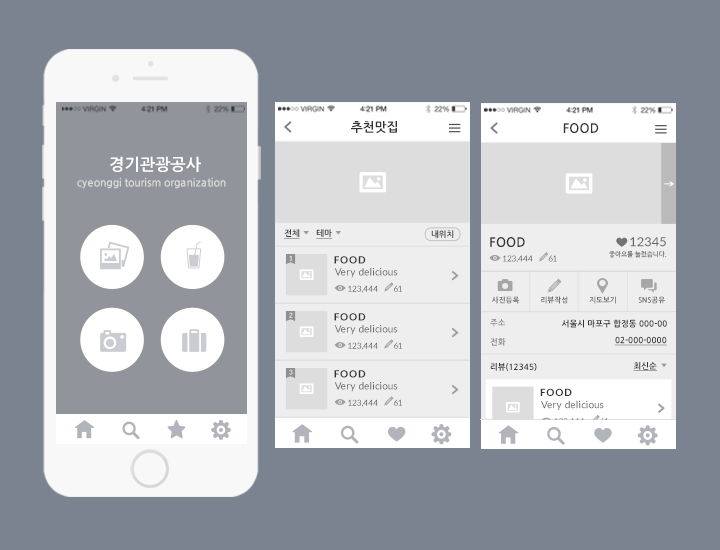 VIRGIN 4:21 PM 22%
경기관광공사
cyeonggi tourism organization
VIRGIN 4:21 PM 22%
추천맛집
전체 테마 내위치
1
FOOD
Very delicious
123,444 61
2
FOOD
Very delicious
123,444 61
3
FOOD
Very delicious
123,444 61
VIRGIN 4:21 PM 22%
FOOD
FOOD 12345
123,444 61 좋아요를 눌렀습니다.
사진등록 리뷰작성 지도보기 SNS공유
주소 서울시 마포구 합정동 000-00
전화 02-000-0000
리뷰(12345) 최신순
FOOD
Very delicious
123,444 61